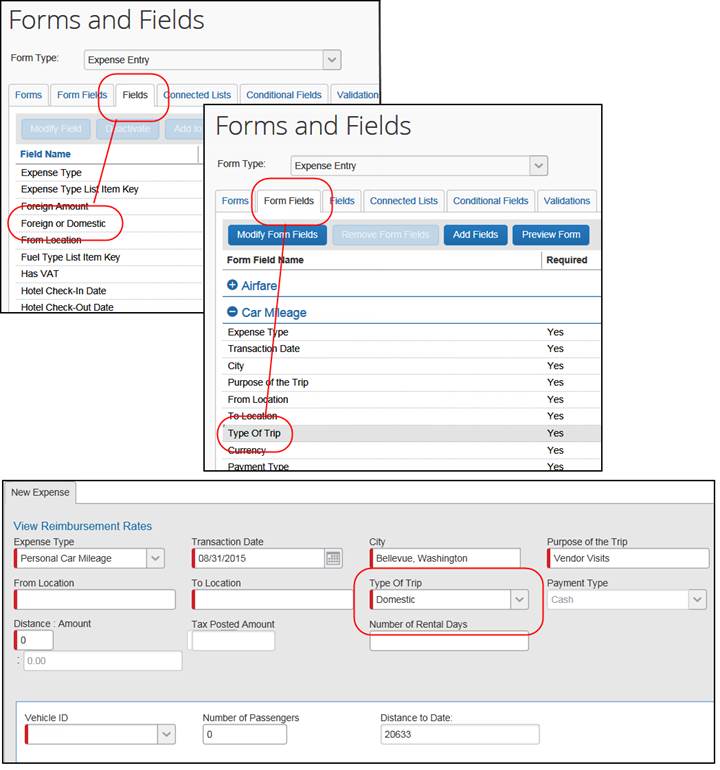 Forms and Fields
Form Type: Expense Entry
Forms Form Fields Fields Connected Lists Conditional Fields Validations
Modify Field Deactivate Add to
Field Name
Expense Type
Expense Type List Item Key
Foreign Amount
Foreign or Domestic
From Location
Fuel Type List Item Key
Has VAT
Hotel Check-In Date
Hotel Check-Out Date
Forms and Fields
Form Type: Expense Entry
Forms Form Fields Fields Connected Lists Conditional Fields Validations
Modify Form Fields Remove Form Fields Add Fields Preview Form
Form Field Name Required
Airfare
Car Mileage
Expense Type Yes
Transaction Date Yes
City Yes
Purpose of the Trip Yes
From Location Yes
To Location Yes
Type Of Trip Yes
Currency Yes
Payment Type Yes
New Expense
View Reimbursement Rates
Expense Type Transaction Date City Purpose of the Trip
Personal Car Mileage 08/31/2015 Bellevue, Washington Vendor Visits
From Location To Location Type Of Trip Payment Type
Domestic Cash
Distance : Amount Tax Posted Amount Number of Rental Days
0
: 0.00
Vehicle ID Number of Passengers Distance to Date:
0 20633